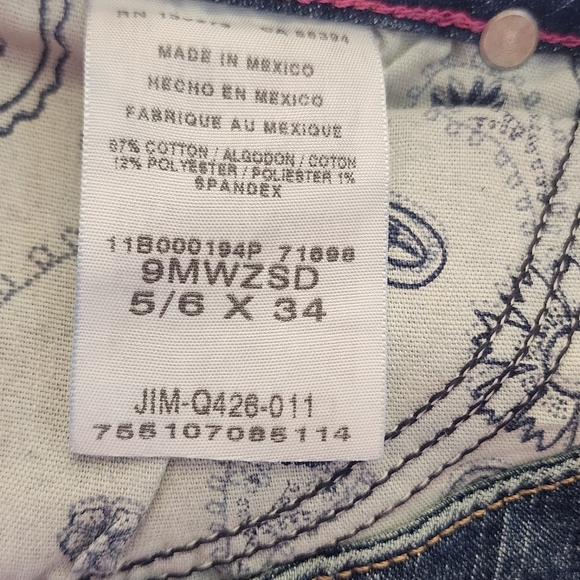 MADE IN MEXICO
HECHO EN MEXICO
FABRIQUE AU MEXIQUE
87% COTTON / ALGODON / COTON
12% POLYESTER / POLIESTER 1%
SPANDEX
11B000194P 71698
9MWZSD
5/6 X 34
JIM-Q426-011
755107085114